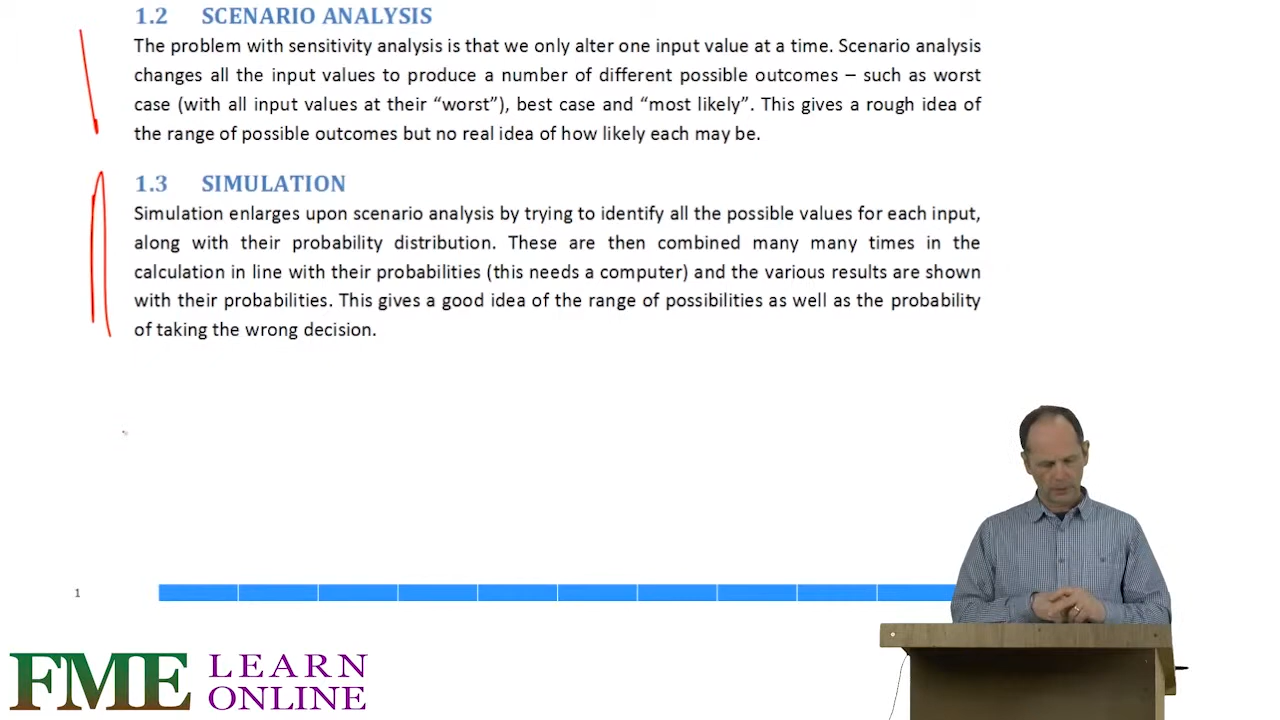 1.2 SCENARIO ANALYSIS
The problem with sensitivity analysis is that we only alter one input value at a time. Scenario analysis
changes all the input values to produce a number of different possible outcomes – such as worst
case (with all input values at their “worst”), best case and “most likely”. This gives a rough idea of
the range of possible outcomes but no real idea of how likely each may be.
1.3 SIMULATION
Simulation enlarges upon scenario analysis by trying to identify all the possible values for each input,
along with their probability distribution. These are then combined many many times in the
calculation in line with their probabilities (this needs a computer) and the various results are shown
with their probabilities. This gives a good idea of the range of possibilities as well as the probability
of taking the wrong decision.
1
FME LEARN
ONLINE